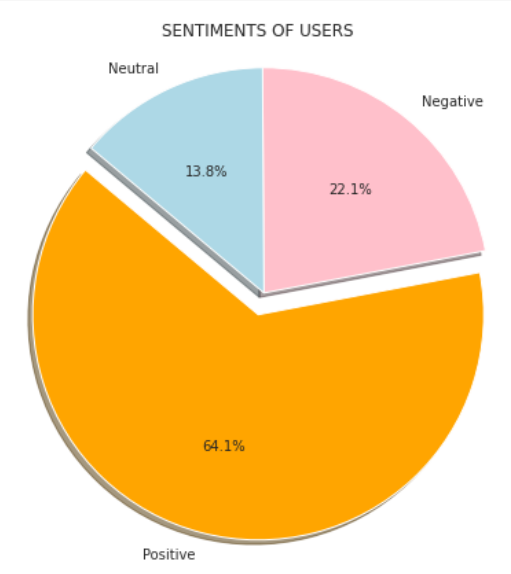 SENTIMENTS OF USERS
Neutral
Negative
13.8%
22.1%
64.1%
Positive